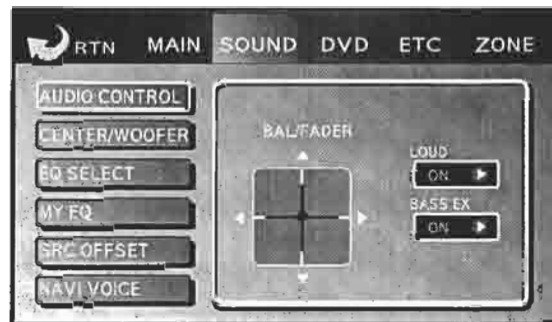 RTN MAIN SOUND DVD ETC ZONE
AUDIO CONTROL
CENTER/WOOFER
EQ SELECT
MY EQ
SRC OFFSET
NAVI VOICE
BAL/FADER
LOUD
ON
BASS EX
ON